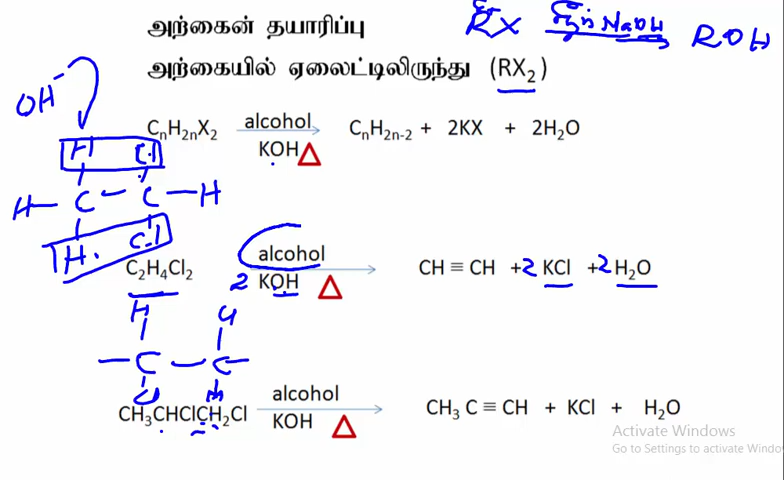 அற்கைன் தயாரிப்பு
RX NaOH ROH
அற்கையில் ஏலைட்டிலிருந்து (RX₂)
OH⁻
CₙH₂ₙX₂ alcohol KOH △ CₙH₂ₙ₋₂ + 2KX + 2H₂O
H Cl
H — C — C — H
H Cl
C₂H₄Cl₂ alcohol 2 KOH △ CH ≡ CH + 2 KCl + 2 H₂O
H
— C — C —
Cl
CH₃CHClCH₂Cl alcohol KOH △ CH₃ C ≡ CH + KCl + H₂O
Activate Windows
Go to Settings to activate Windo